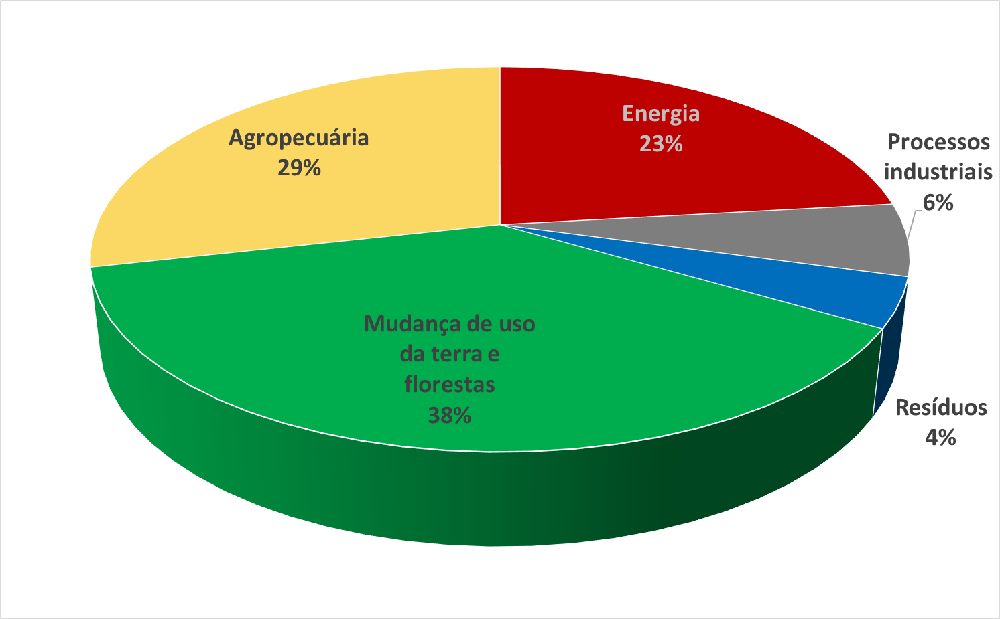 Energia
23%
Processos
industriais
6%
Agropecuária
29%
Mudança de uso
da terra e
florestas
38%
Resíduos
4%